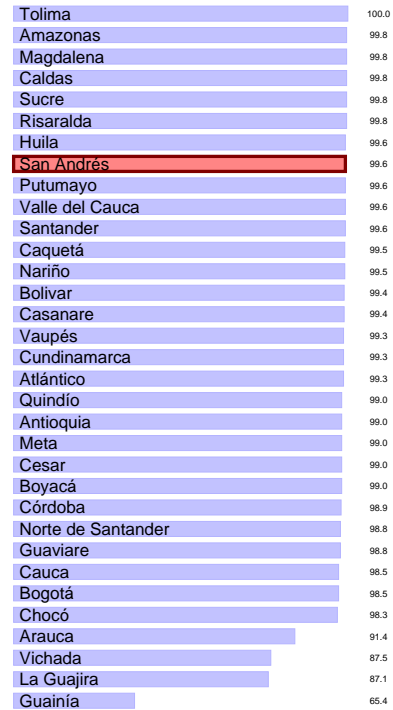 Tolima 100.0
Amazonas 99.8
Magdalena 99.8
Caldas 99.8
Sucre 99.8
Risaralda 99.8
Huila 99.6
San Andrés 99.6
Putumayo 99.6
Valle del Cauca 99.6
Santander 99.6
Caquetá 99.5
Nariño 99.5
Bolivar 99.4
Casanare 99.4
Vaupés 99.3
Cundinamarca 99.3
Atlántico 99.3
Quindío 99.0
Antioquia 99.0
Meta 99.0
Cesar 99.0
Boyacá 99.0
Córdoba 98.9
Norte de Santander 98.8
Guaviare 98.8
Cauca 98.5
Bogotá 98.5
Chocó 98.3
Arauca 91.4
Vichada 87.5
La Guajira 87.1
Guainía 65.4